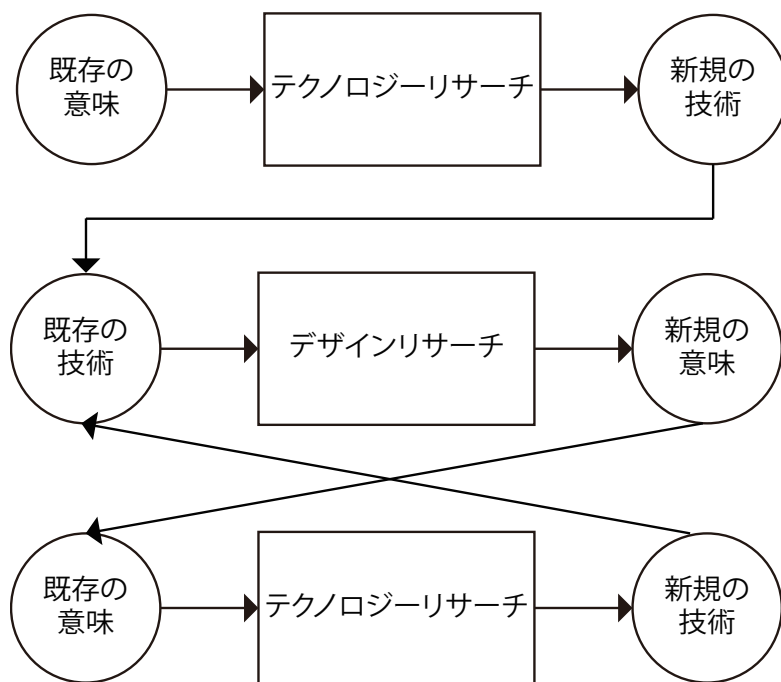 既存の
意味
テクノロジーリサーチ
新規の
技術
既存の
技術
デザインリサーチ
新規の
意味
既存の
意味
テクノロジーリサーチ
新規の
技術